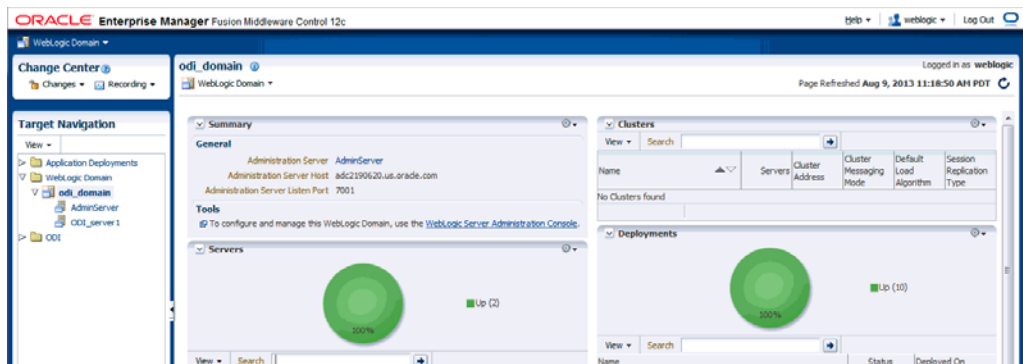 ORACLE Enterprise Manager Fusion Middleware Control 12c
Help weblogic Log Out
WebLogic Domain
Change Center
Changes Recording
odi_domain
WebLogic Domain
Logged in as weblogic
Page Refreshed Aug 9, 2013 11:18:50 AM PDT
Target Navigation
View
Application Deployments
WebLogic Domain
odi_domain
AdminServer
ODI_server1
ODI
Summary
General
Administration Server AdminServer
Administration Server Host adc2190620.us.oracle.com
Administration Server Listen Port 7001
Tools
To configure and manage this WebLogic Domain, use the WebLogic Server Administration Console.
Servers
100%
Up (2)
View Search
Clusters
View Search
Name Servers Cluster Address Cluster Messaging Mode Default Load Algorithm Session Replication Type
No Clusters found
Deployments
100%
Up (10)
View Search
Name Status Deployed On